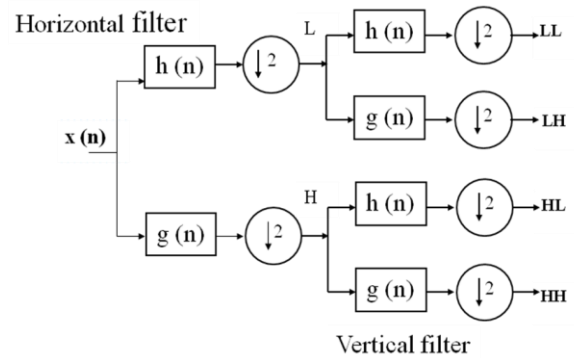 Horizontal filter
L
h (n)
↓2
h (n)
↓2
LL
x (n)
g (n)
↓2
LH
H
g (n)
↓2
h (n)
↓2
HL
g (n)
↓2
HH
Vertical filter